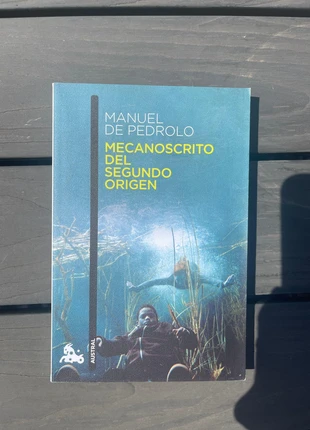 MANUEL
DE PEDROLO
MECANOSCRITO
DEL
SEGUNDO
ORIGEN
AUSTRAL